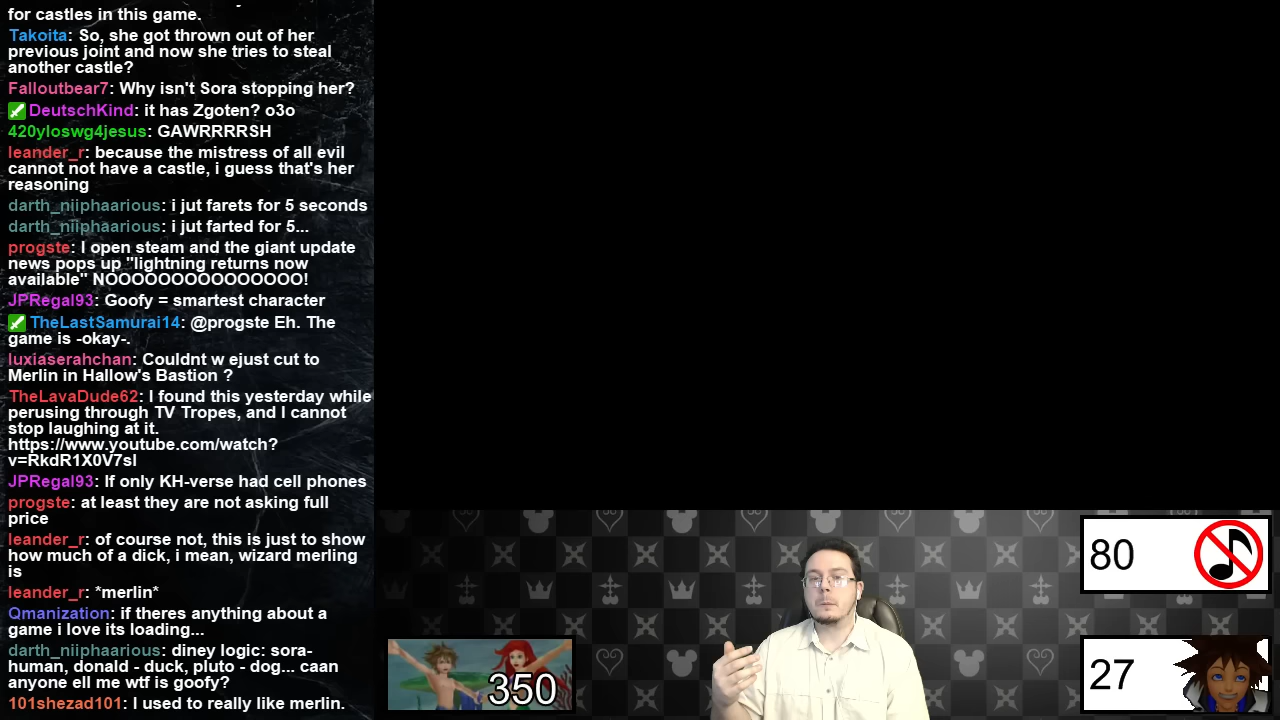 for castles in this game.
Takoita: So, she got thrown out of her
previous joint and now she tries to steal
another castle?
Falloutbear7: Why isn't Sora stopping her?
DeutschKind: it has Zgoten? o3o
420yloswg4jesus: GAWRRRRSH
leander_r: because the mistress of all evil
cannot not have a castle, i guess that's her
reasoning
darth_niiphaarious: i jut farets for 5 seconds
darth_niiphaarious: i jut farted for 5...
progste: I open steam and the giant update
news pops up "lightning returns now
available" NOOOOOOOOOOOOOOO!
JPRegal93: Goofy = smartest character
TheLastSamurai14: @progste Eh. The
game is -okay-.
luxiaserahchan: Couldnt w ejust cut to
Merlin in Hallow's Bastion ?
TheLavaDude62: I found this yesterday while
perusing through TV Tropes, and I cannot
stop laughing at it.
https://www.youtube.com/watch?
v=RkdR1X0V7sI
JPRegal93: If only KH-verse had cell phones
progste: at least they are not asking full
price
leander_r: of course not, this is just to show
how much of a dick, i mean, wizard merling
is
leander_r: *merlin*
Qmanization: if theres anything about a
game i love its loading...
darth_niiphaarious: diney logic: sora-
human, donald - duck, pluto - dog... caan
anyone ell me wtf is goofy?
101shezad101: I used to really like merlin.
350
80
27